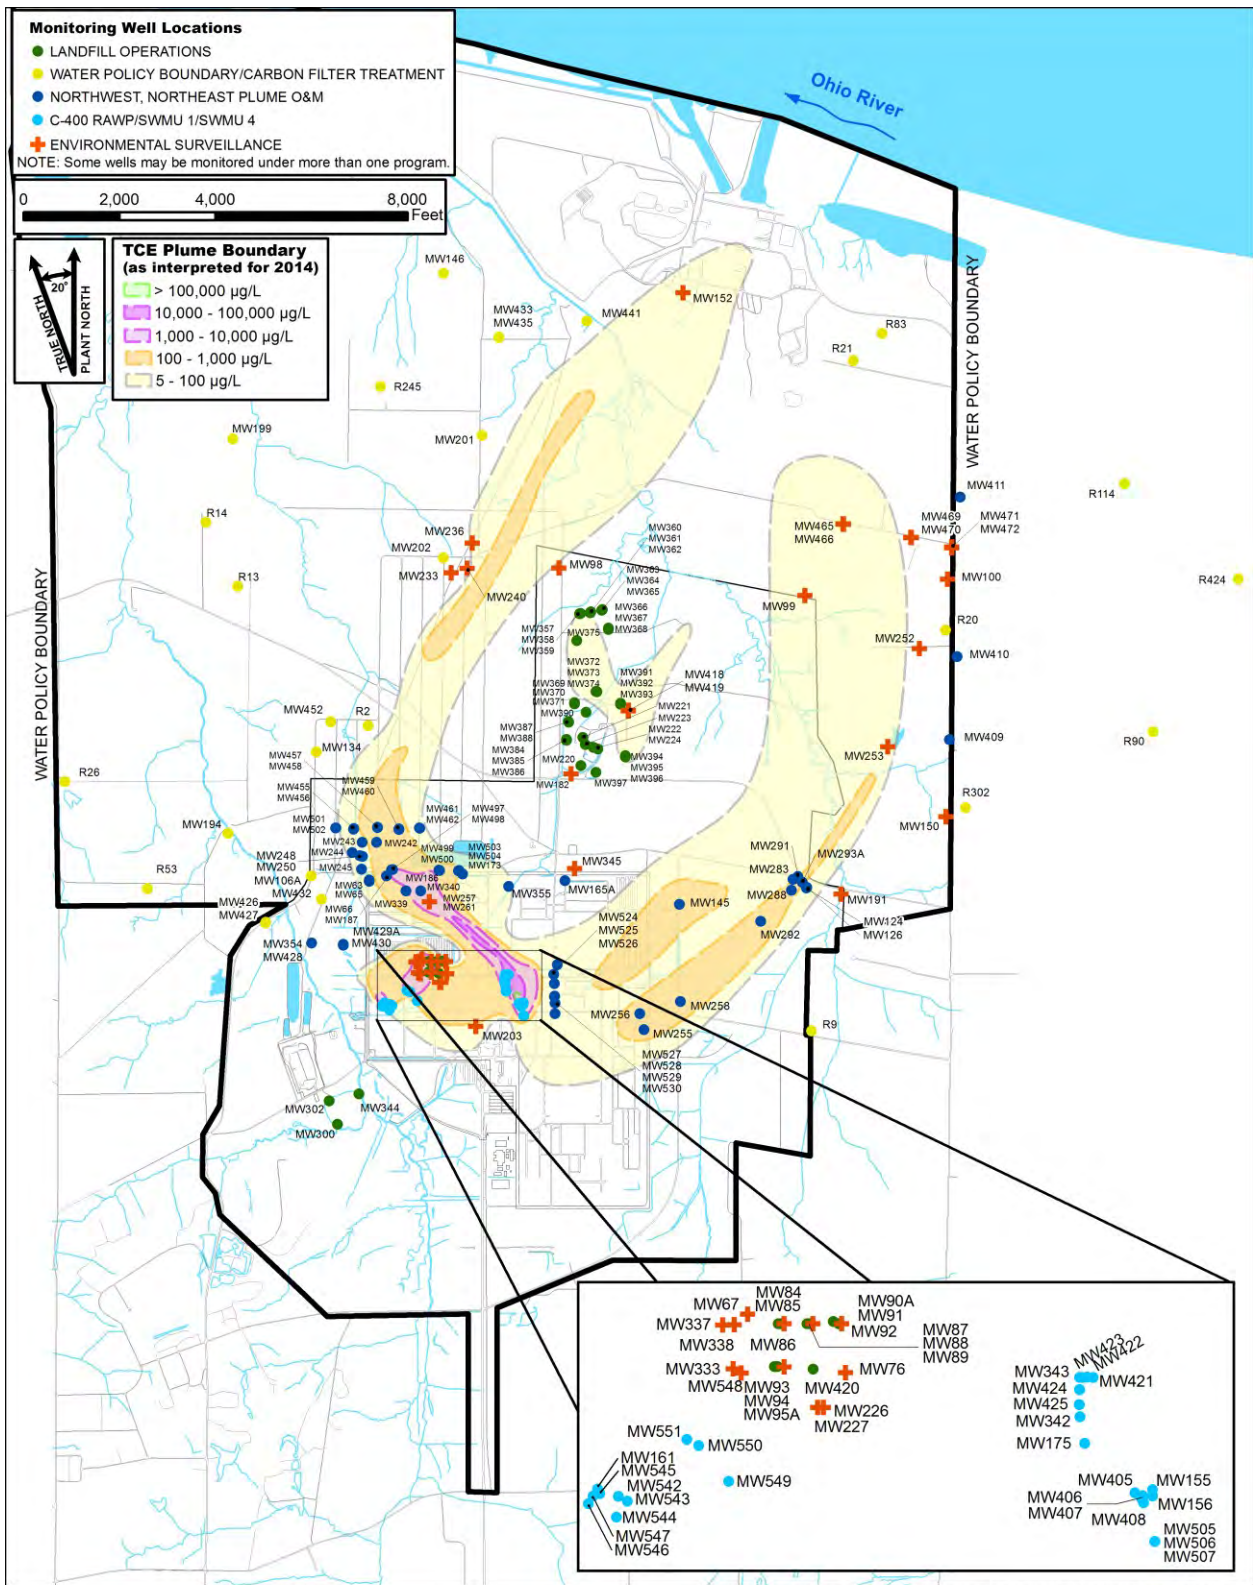 Monitoring Well Locations
LANDFILL OPERATIONS
WATER POLICY BOUNDARY/CARBON FILTER TREATMENT
NORTHWEST, NORTHEAST PLUME O&M
C-400 RAWP/SWMU 1/SWMU 4
ENVIRONMENTAL SURVEILLANCE
NOTE: Some wells may be monitored under more than one program.
0 2,000 4,000 8,000
Feet
TRUE NORTH
20°
PLANT NORTH
TCE Plume Boundary
(as interpreted for 2014)
> 100,000 µg/L
10,000 - 100,000 µg/L
1,000 - 10,000 µg/L
100 - 1,000 µg/L
5 - 100 µg/L
Ohio River
WATER POLICY BOUNDARY
WATER POLICY BOUNDARY
MW146
MW152
MW433
MW435
MW441
R83
R21
R245
MW199
MW201
R14
R13
MW236
MW202
MW233
MW240
MW98
MW360
MW361
MW362
MW363
MW364
MW365
MW366
MW367
MW368
MW357
MW358
MW359
MW375
MW372
MW373
MW374
MW369
MW370
MW371
MW390
MW391
MW392
MW393
MW418
MW419
MW221
MW223
MW222
MW224
MW387
MW388
MW384
MW385
MW386
MW220
MW182
MW397
MW394
MW395
MW396
MW465
MW466
MW469
MW470
MW471
MW472
MW411
R114
MW100
R424
MW99
MW252
R20
MW410
MW253
MW409
R90
R302
MW150
R26
MW452
R2
MW134
MW457
MW458
MW459
MW460
MW455
MW456
MW461
MW462
MW497
MW498
MW501
MW502
MW194
MW243
MW244
MW242
MW499
MW500
MW503
MW504
MW173
MW248
MW250
MW245
MW106A
MW432
MW63
MW65
MW186
MW340
MW339
MW257
MW261
MW345
MW355
MW165A
R53
MW426
MW427
MW66
MW187
MW429A
MW430
MW354
MW428
MW524
MW525
MW526
MW145
MW291
MW283
MW293A
MW288
MW191
MW124
MW126
MW292
MW256
MW258
MW255
MW203
R9
MW527
MW528
MW529
MW530
MW302
MW344
MW300
MW67
MW84
MW85
MW90A
MW91
MW92
MW337
MW338
MW86
MW87
MW88
MW89
MW333
MW548
MW93
MW94
MW95A
MW420
MW76
MW226
MW227
MW423
MW422
MW343
MW421
MW424
MW425
MW342
MW175
MW551
MW550
MW549
MW161
MW545
MW542
MW543
MW544
MW547
MW546
MW405
MW155
MW406
MW407
MW156
MW408
MW505
MW506
MW507